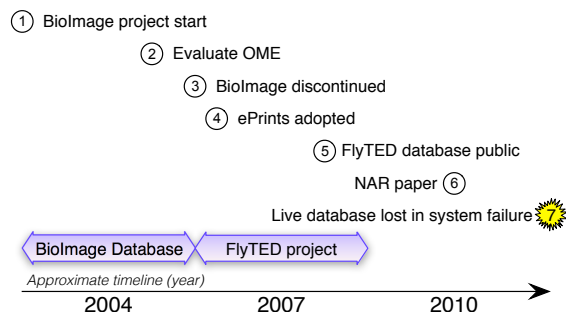 1 BioImage project start
2 Evaluate OME
3 BioImage discontinued
4 ePrints adopted
5 FlyTED database public
NAR paper 6
Live database lost in system failure 7
BioImage Database FlyTED project
Approximate timeline (year)
2004 2007 2010